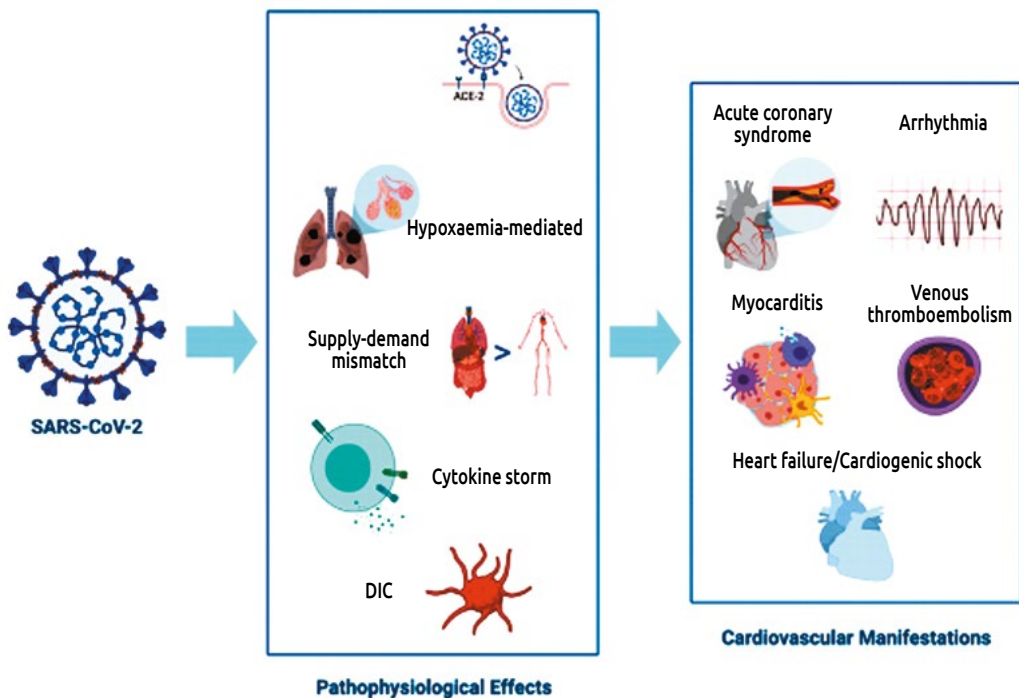 SARS-CoV-2
ACE-2
Hypoxaemia-mediated
Supply-demand
mismatch
>
Cytokine storm
DIC
Pathophysiological Effects
Acute coronary
syndrome
Arrhythmia
Myocarditis
Venous
thromboembolism
Heart failure/Cardiogenic shock
Cardiovascular Manifestations